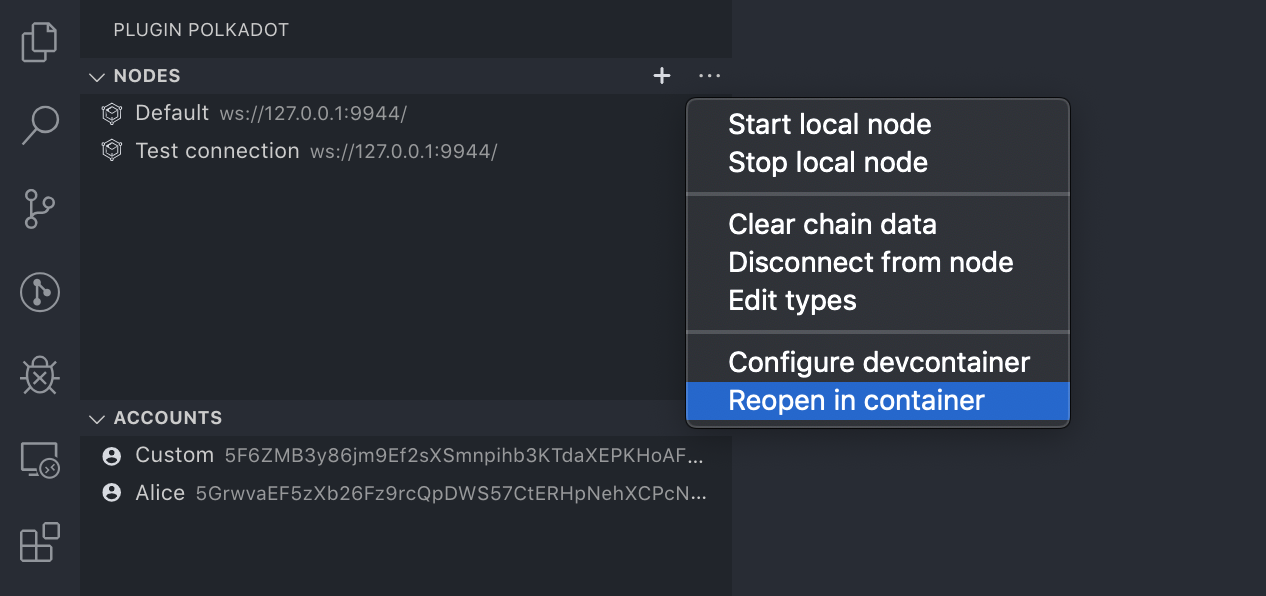 PLUGIN POLKADOT
NODES
Default ws://127.0.0.1:9944/
Test connection ws://127.0.0.1:9944/
Start local node
Stop local node
Clear chain data
Disconnect from node
Edit types
Configure devcontainer
Reopen in container
ACCOUNTS
Custom 5F6ZMB3y86jm9Ef2sXSmnpihb3KTdaXEPKHoAF...
Alice 5GrwvaEF5zXb26Fz9rcQpDWS57CtERHpNehXCPcN...